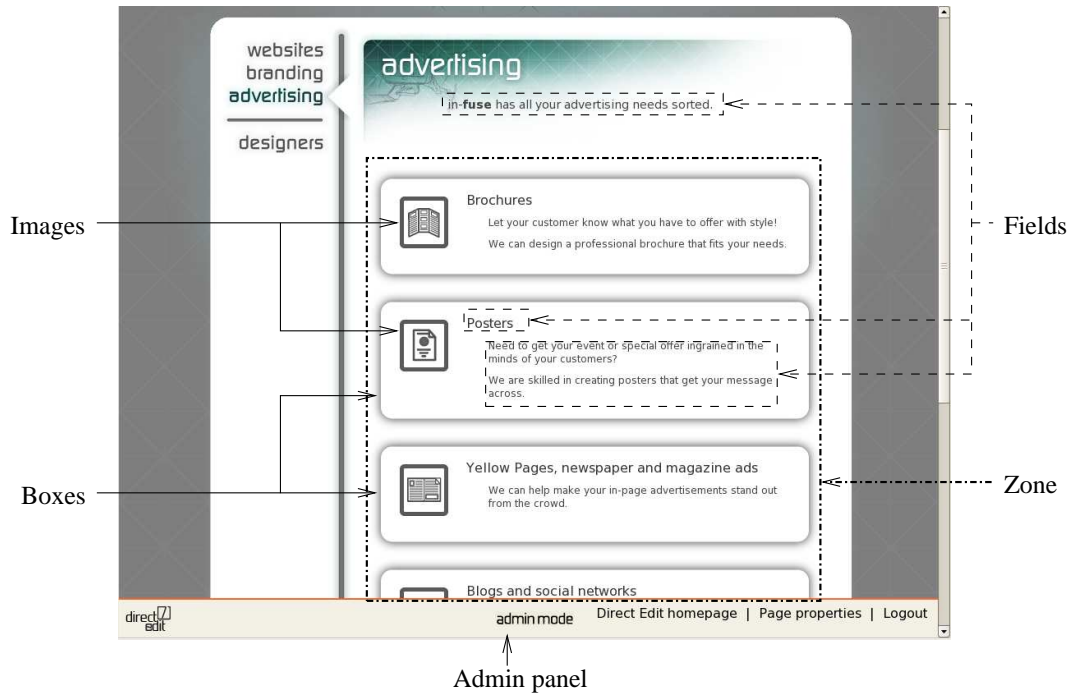 websites
branding
advertising
designers
advertising
in-fuse has all your advertising needs sorted.
Brochures
Let your customer know what you have to offer with style!
We can design a professional brochure that fits your needs.
Images
Fields
Posters
Need to get your event or special offer ingrained in the
minds of your customers?
We are skilled in creating posters that get your message
across.
Yellow Pages, newspaper and magazine ads
We can help make your in-page advertisements stand out
from the crowd.
Boxes
Zone
Blogs and social networks
direct 7]
edit
admin mode
Direct Edit homepage | Page properties | Logout
Admin panel